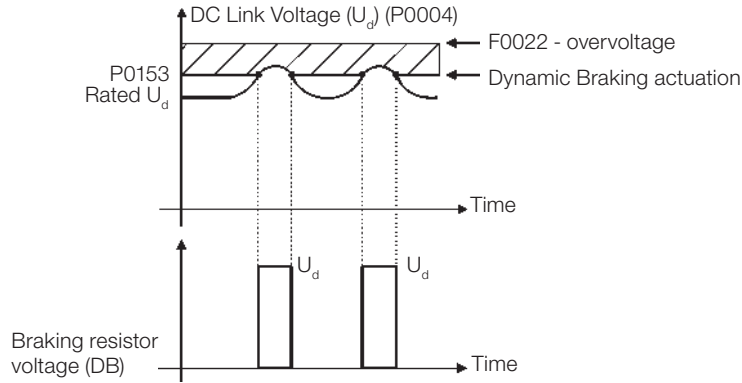 DC Link Voltage (Ud) (P0004)
F0022 - overvoltage
P0153
Dynamic Braking actuation
Rated Ud
Time
Ud
Ud
Braking resistor
voltage (DB)
Time